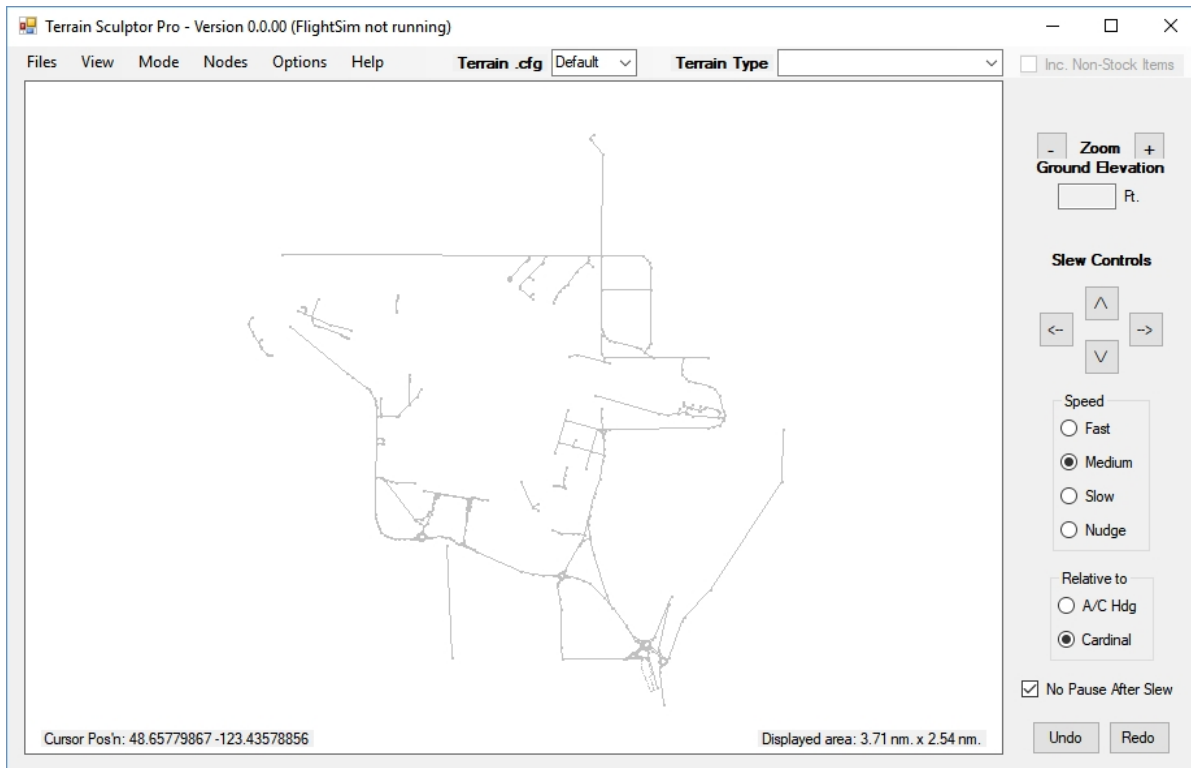 Terrain Sculptor Pro - Version 0.0.00 (FlightSim not running)
Files View Mode Nodes Options Help Terrain .cfg Default Terrain Type Inc. Non-Stock Items
- Zoom +
Ground Elevation
Ft.
Slew Controls
^
<-- -->
V
Speed
Fast
Medium
Slow
Nudge
Relative to
A/C Hdg
Cardinal
No Pause After Slew
Cursor Pos'n: 48.65779867 -123.43578856 Displayed area: 3.71 nm. x 2.54 nm. Undo Redo